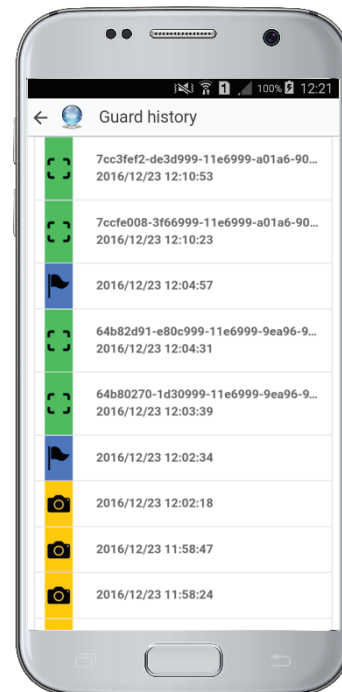 1 100% 12:21
Guard history
7cc3fef2-de3d999-11e6999-a01a6-90...
2016/12/23 12:10:53
7ccfe008-3f66999-11e6999-a01a6-90...
2016/12/23 12:10:23
2016/12/23 12:04:57
64b82d91-e80c999-11e6999-9ea96-9...
2016/12/23 12:04:31
64b80270-1d30999-11e6999-9ea96-9...
2016/12/23 12:03:39
2016/12/23 12:02:34
2016/12/23 12:02:18
2016/12/23 11:58:47
2016/12/23 11:58:24